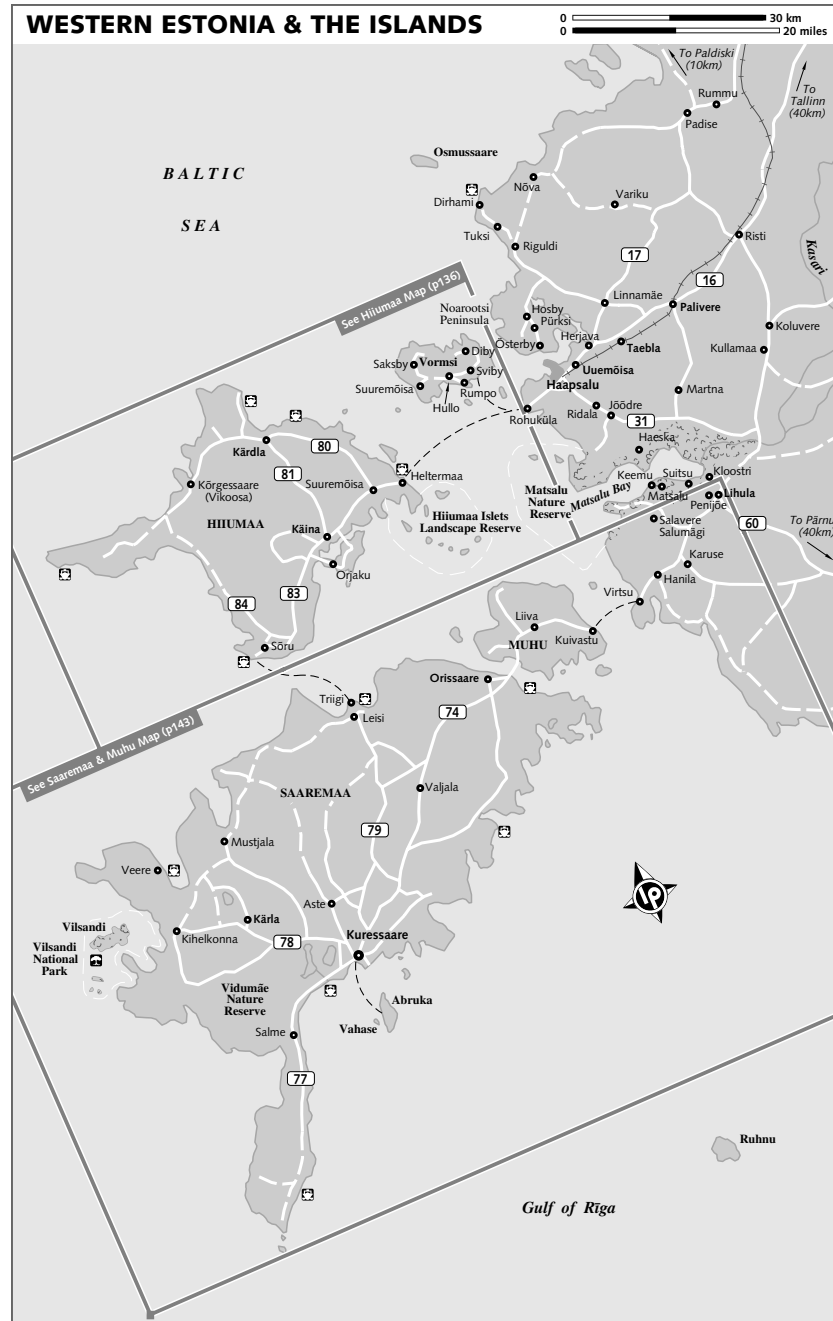 WESTERN ESTONIA & THE ISLANDS
0 30 km
0 20 miles
To Paldiski
(10km)
To
Tallinn
(40km)
Rummu
Padise
Osmussaare
BALTIC
SEA
Nõva
Dirhami
Variku
Tuksi
Riguldi
Risti
Kasari
17
16
See Hiiumaa Map (p136)
Noarootsi
Peninsula
Linnamäe
Palivere
Hosby
Pürksi
Österby
Herjava
Taebla
Koluvere
Kullamaa
Diby
Saksby
Vormsi
Sviby
Suuremõisa
Rumpo
Hullo
Uuemõisa
Haapsalu
Martna
Rohuküla
Ridala
Jõõdre
31
Haeska
Kärdla
80
81
Heltermaa
Suuremõisa
Kõrgessaare
(Vikoosa)
HIIUMAA
Hiiumaa Islets
Landscape Reserve
Matsalu
Nature
Reserve
Matsalu Bay
Keemu
Suitsu
Kloostri
Matsalu
Lihula
Penijõe
60
To Pärnu
(40km)
Salavere
Salumägi
Käina
Orjaku
Karuse
Hanila
Virtsu
84
83
Sõru
Liiva
MUHU
Kuivastu
Orissaare
Triigi
Leisi
74
See Saaremaa & Muhu Map (p143)
SAAREMAA
Valjala
79
Mustjala
Veere
Aste
Kärla
Vilsandi
Vilsandi
National
Park
Kihelkonna
78
Kuressaare
Vidumäe
Nature
Reserve
Abruka
Vahase
Salme
77
LP
Ruhnu
Gulf of Rīga